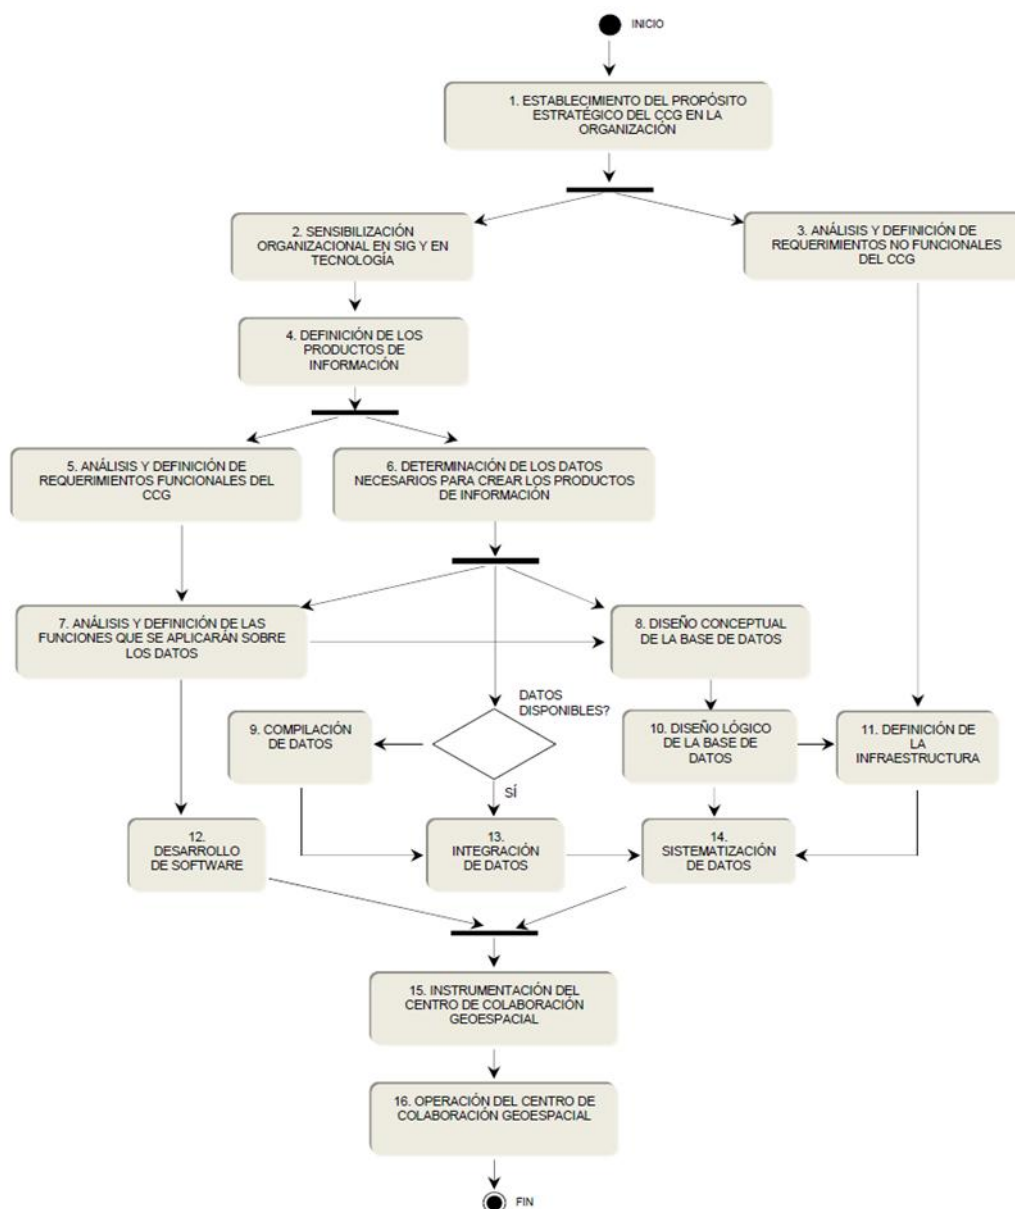 INICIO
1. ESTABLECIMIENTO DEL PROPÓSITO
ESTRATÉGICO DEL CCG EN LA
ORGANIZACIÓN
2. SENSIBILIZACIÓN
ORGANIZACIONAL EN SIG Y EN
TECNOLOGÍA
3. ANÁLISIS Y DEFINICIÓN DE
REQUERIMIENTOS NO FUNCIONALES
DEL CCG
4. DEFINICIÓN DE LOS
PRODUCTOS DE
INFORMACIÓN
5. ANÁLISIS Y DEFINICIÓN DE
REQUERIMIENTOS FUNCIONALES DEL
CCG
6. DETERMINACIÓN DE LOS DATOS
NECESARIOS PARA CREAR LOS PRODUCTOS
DE INFORMACIÓN
7. ANÁLISIS Y DEFINICIÓN DE LAS
FUNCIONES QUE SE APLICARÁN SOBRE
LOS DATOS
8. DISEÑO CONCEPTUAL
DE LA BASE DE DATOS
DATOS
DISPONIBLES?
9. COMPILACIÓN
DE DATOS
10. DISEÑO LÓGICO
DE LA BASE DE
DATOS
11. DEFINICIÓN DE
LA
INFRAESTRUCTURA
SÍ
12.
DESARROLLO
DE SOFTWARE
13.
INTEGRACIÓN
DE DATOS
14.
SISTEMATIZACIÓN
DE DATOS
15. INSTRUMENTACIÓN DEL
CENTRO DE COLABORACIÓN
GEOESPACIAL
16. OPERACIÓN DEL CENTRO DE
COLABORACIÓN GEOESPACIAL
FIN